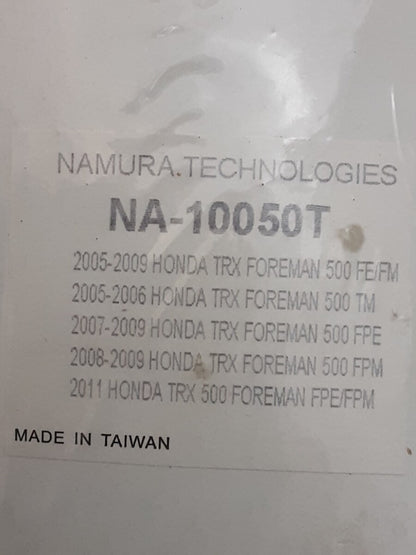 NAMURA.TECHNOLOGIES
NA-10050T
2005-2009 HONDA TRX FOREMAN 500 FE/FM
2005-2006 HONDA TRX FOREMAN 500 TM
2007-2009 HONDA TRX FOREMAN 500 FPE
2008-2009 HONDA TRX FOREMAN 500 FPM
2011 HONDA TRX 500 FOREMAN FPE/FPM
MADE IN TAIWAN